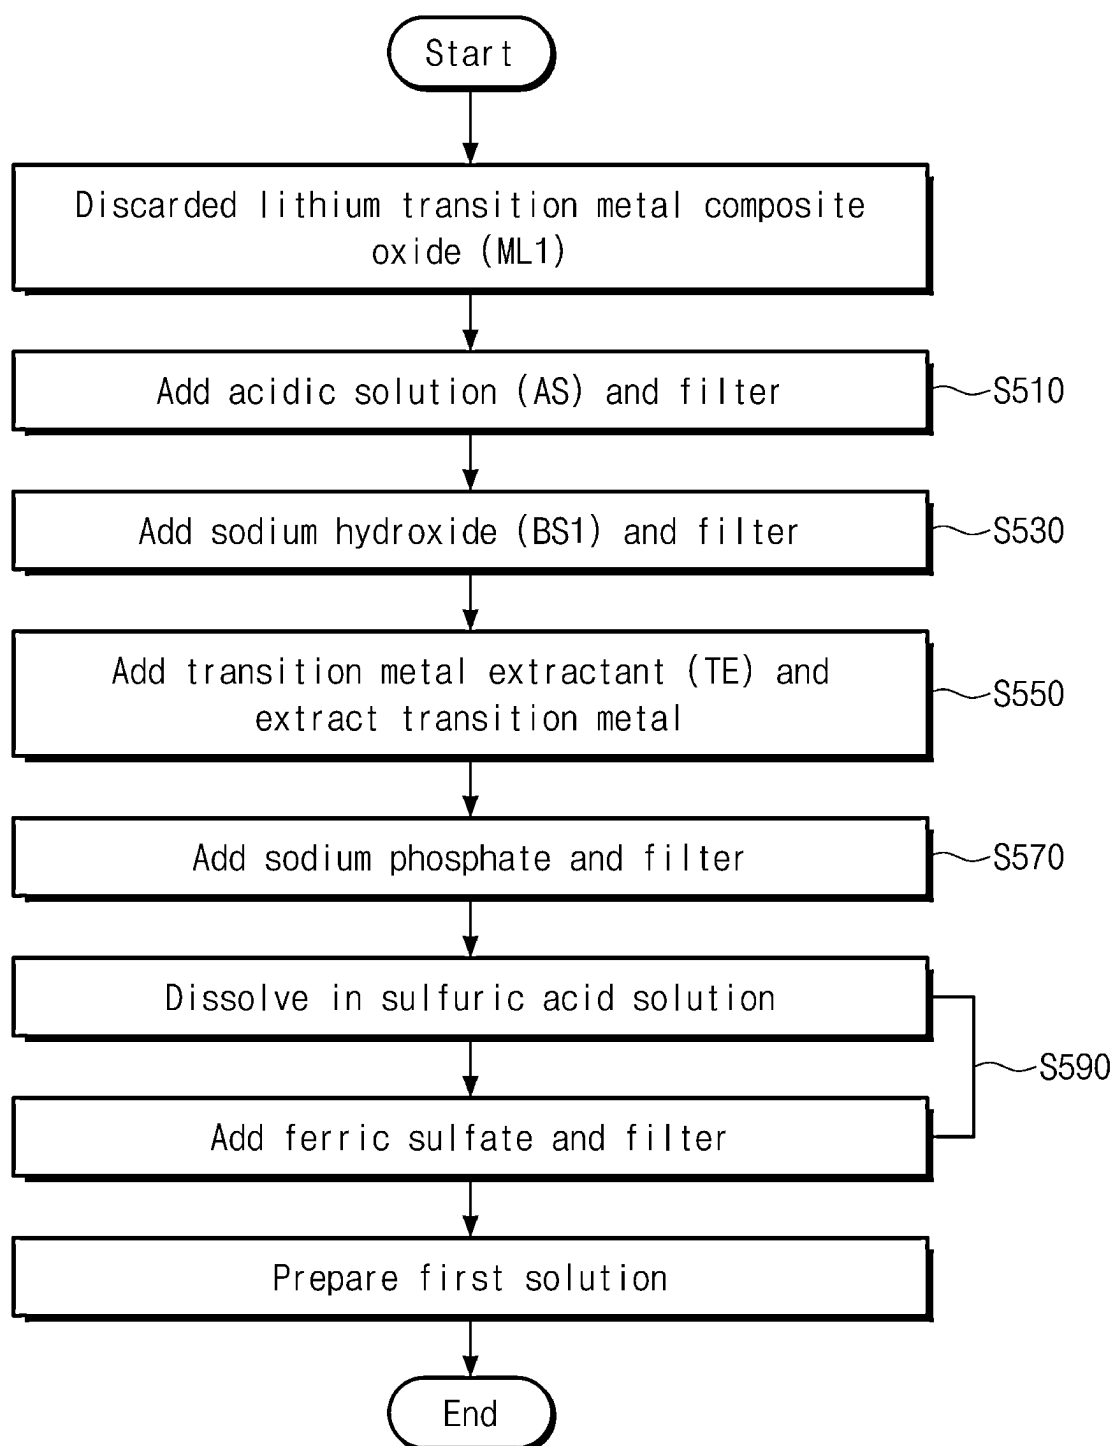 Start
Discarded lithium transition metal composite
oxide (ML1)
Add acidic solution (AS) and filter
S510
Add sodium hydroxide (BS1) and filter
S530
Add transition metal extractant (TE) and
extract transition metal
S550
Add sodium phosphate and filter
S570
Dissolve in sulfuric acid solution
S590
Add ferric sulfate and filter
Prepare first solution
End